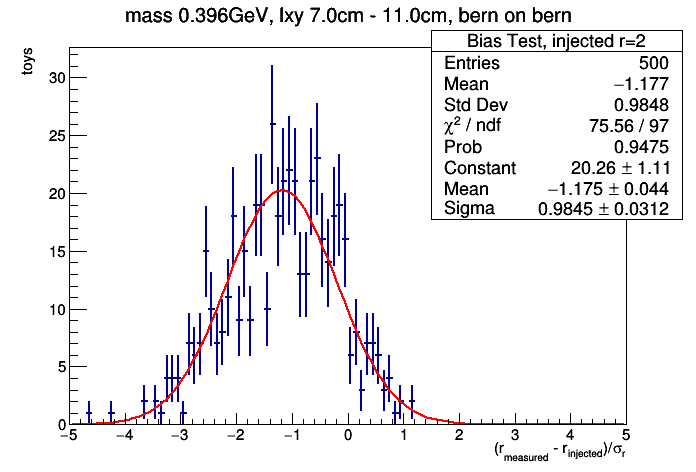 mass 0.396GeV, lxy 7.0cm - 11.0cm, bern on bern
Bias Test, injected r=2
Entries 500
Mean −1.177
Std Dev 0.9848
χ² / ndf 75.56 / 97
Prob 0.9475
Constant 20.26 ± 1.11
Mean −1.175 ± 0.044
Sigma 0.9845 ± 0.0312
toys
30
25
20
15
10
5
0
−5 −4 −3 −2 −1 0 1 2 3 4 5
(r_measured - r_injected)/σ_r